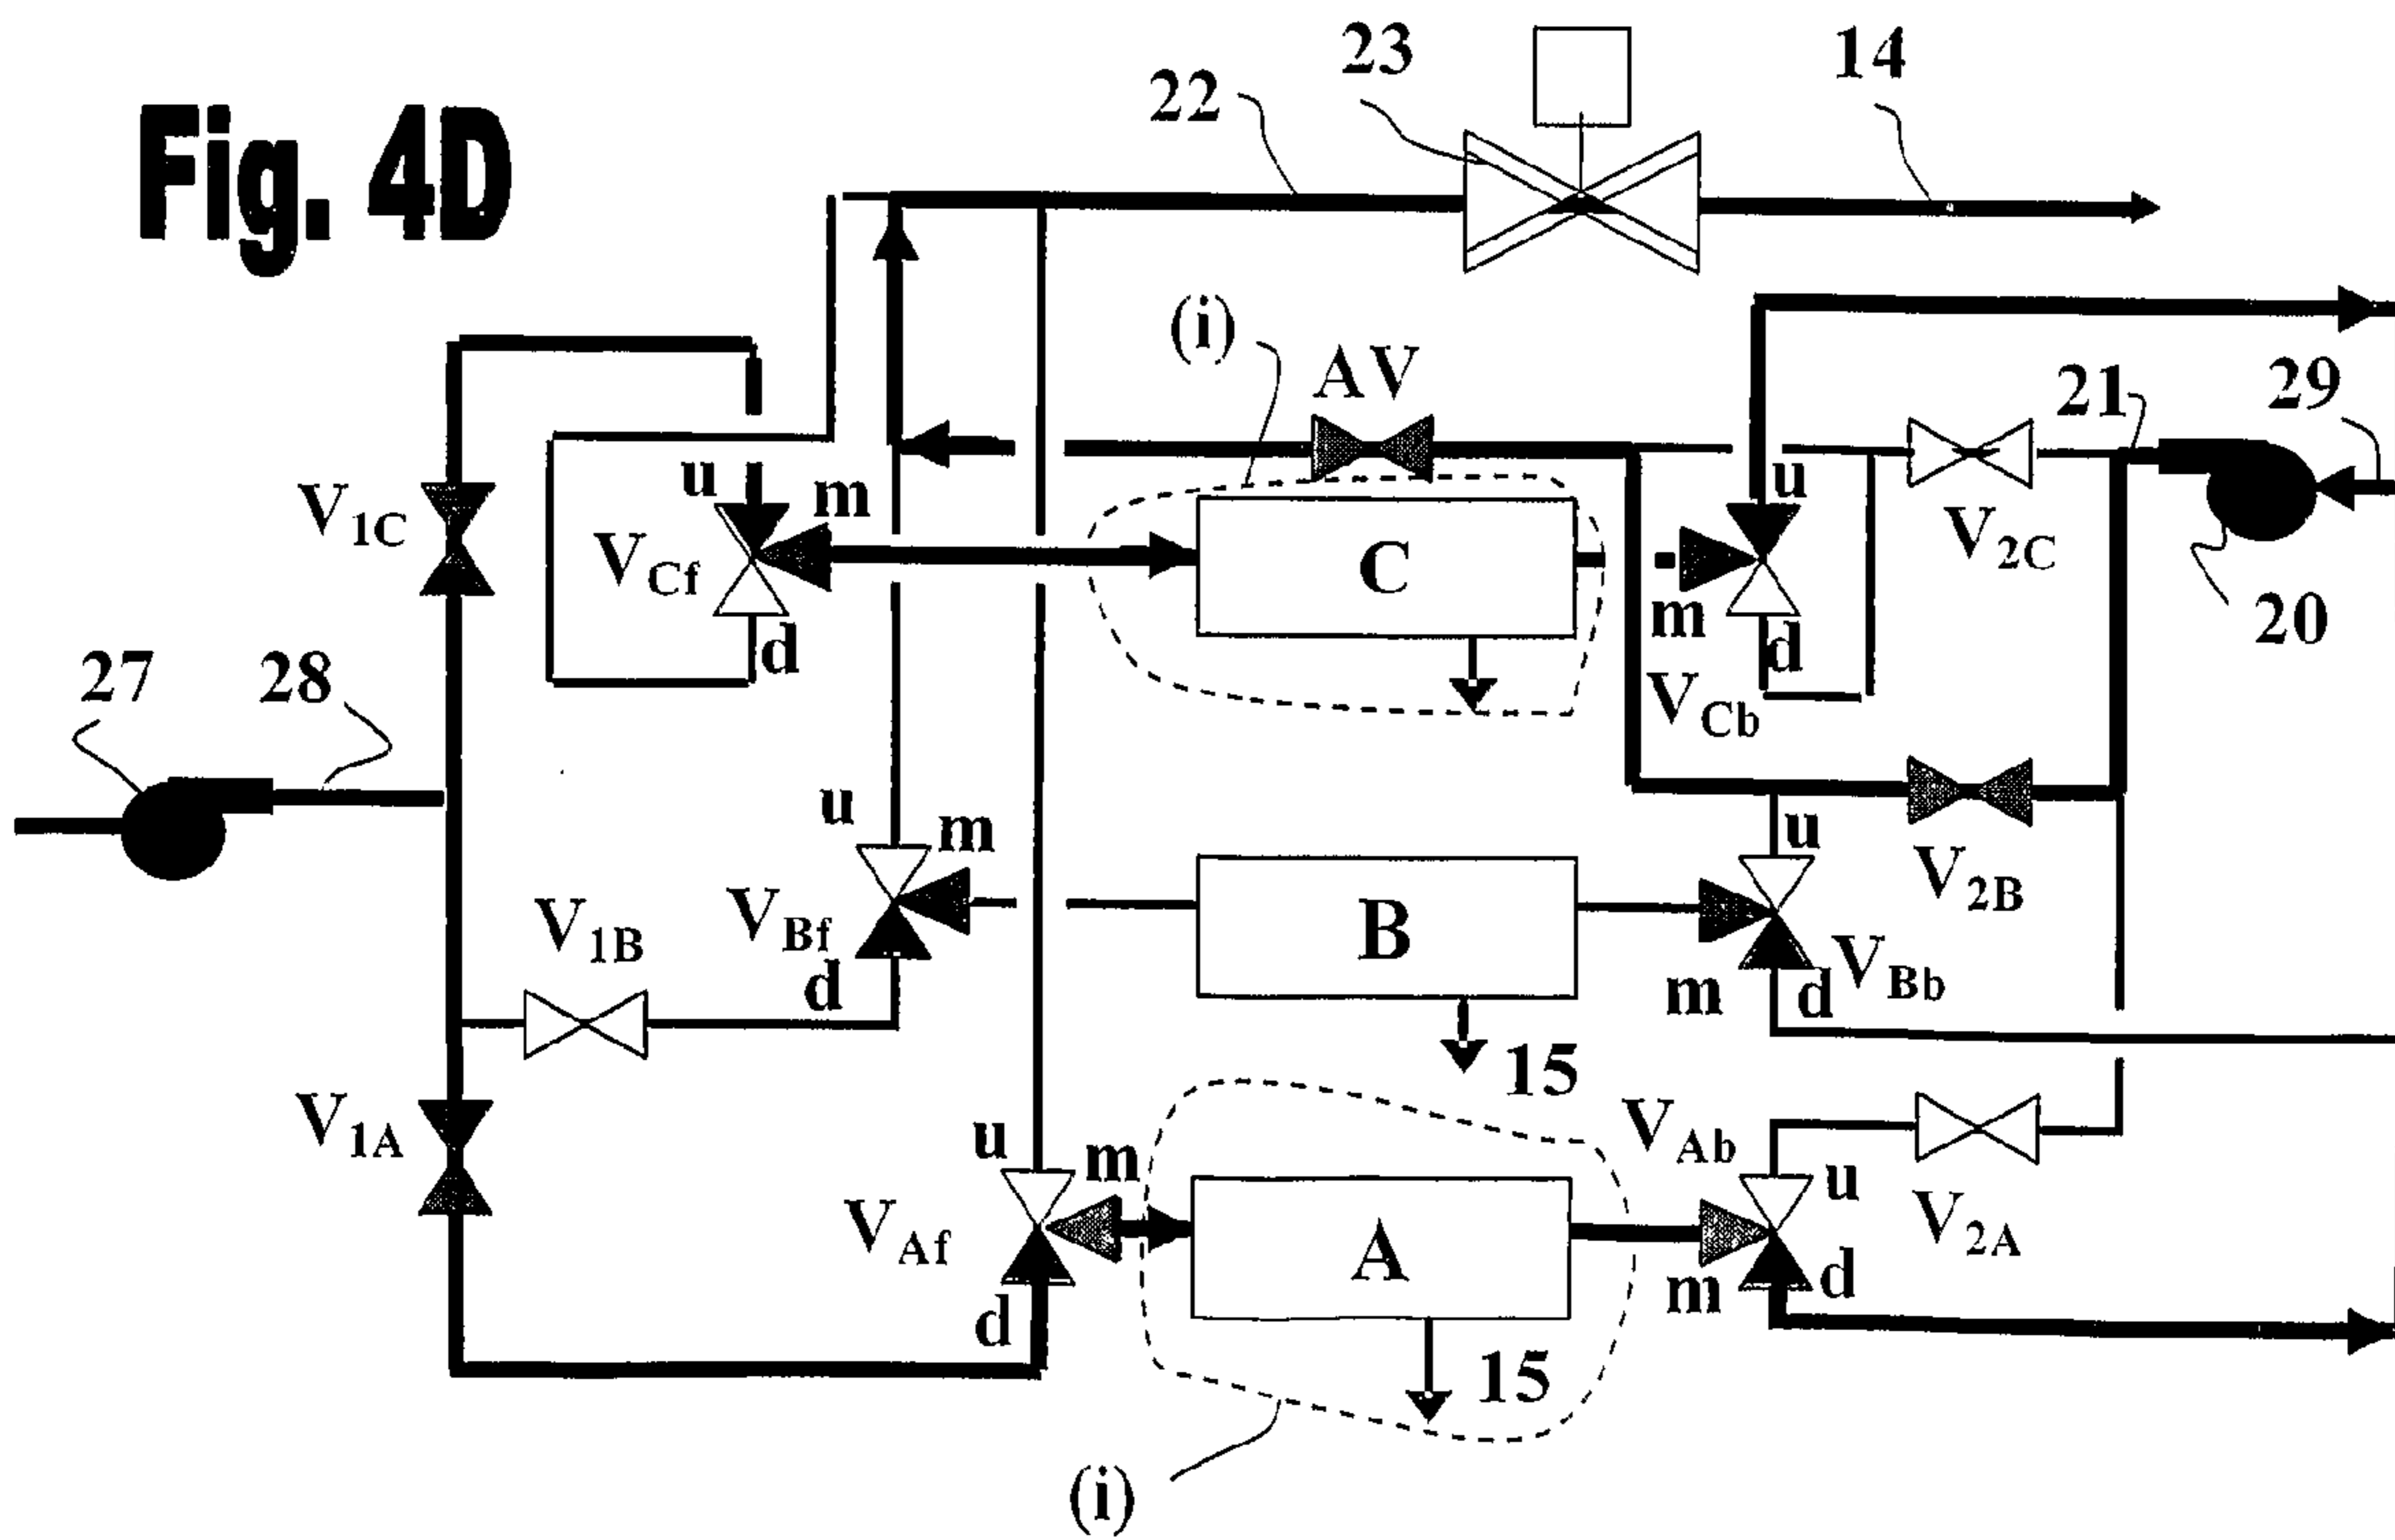 Fig. 4D
23
14
22
(i)
AV
21
29
u
m
u
V1C
VCf
V2C
C
m
d
d
20
27
28
VCb
u
m
u
V1B
VBf
B
V2B
d
m
d
VBb
15
V1A
u
m
VAb
u
VAf
A
V2A
d
m
d
15
(i)